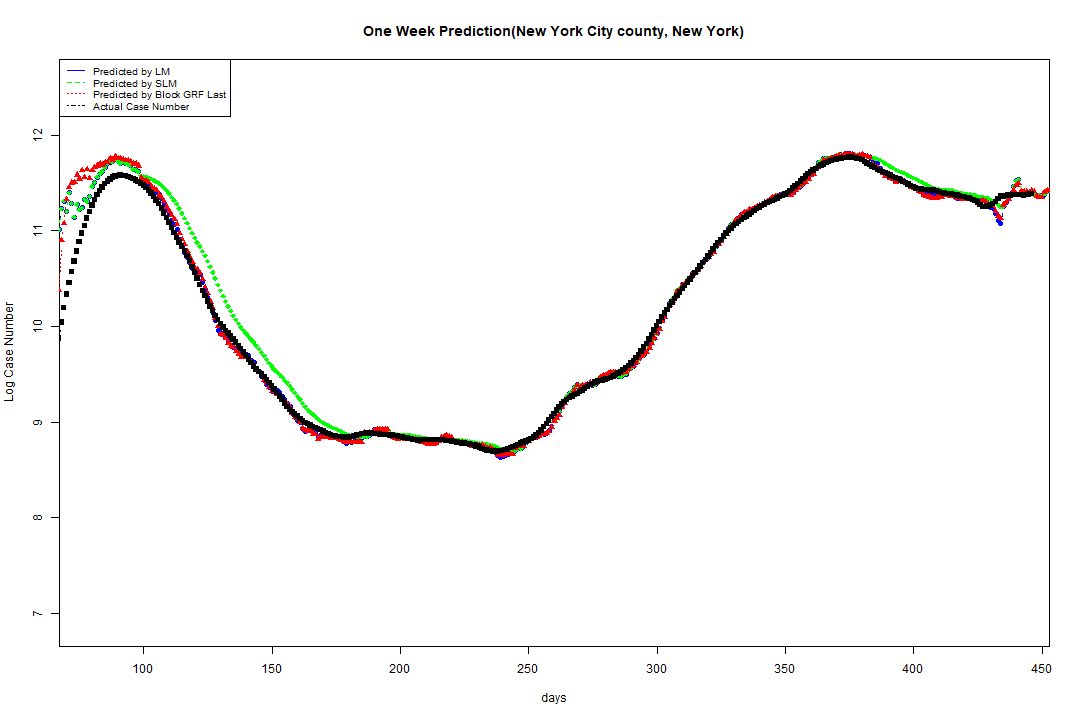 One Week Prediction(New York City county, New York)
Predicted by LM
Predicted by SLM
Predicted by Block GRF Last
Actual Case Number
12
11
10
9
8
7
Log Case Number
100 150 200 250 300 350 400 450
days